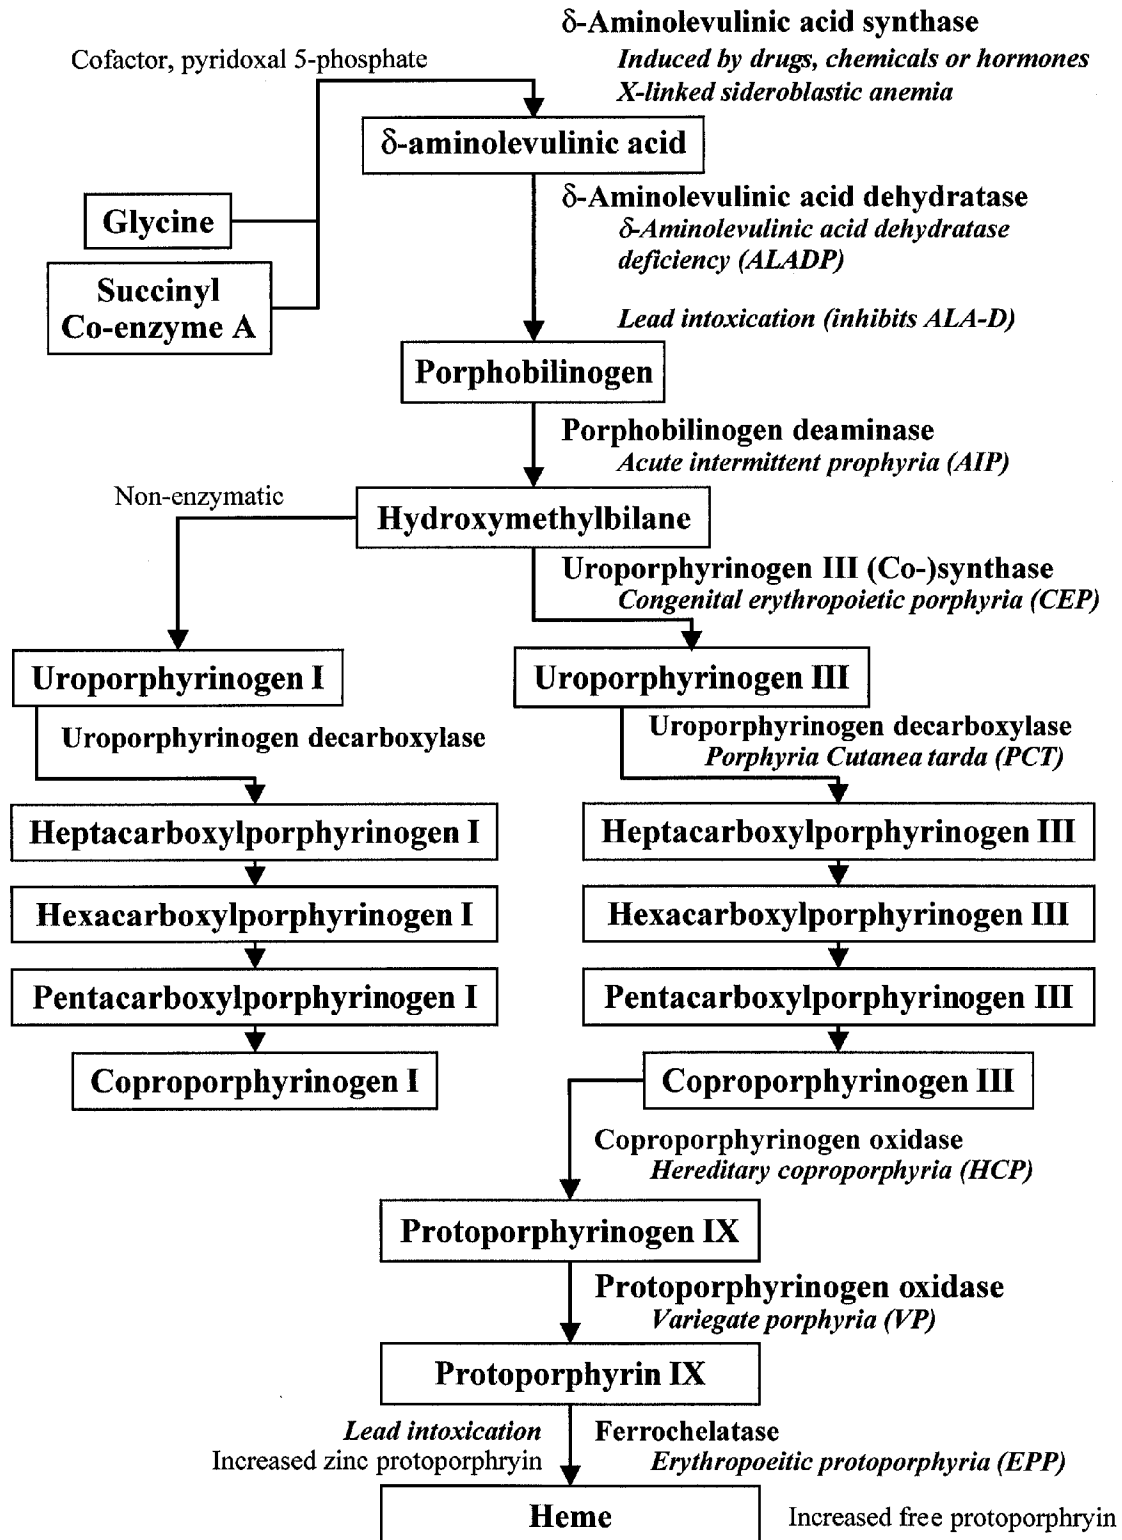 δ-Aminolevulinic acid synthase
Cofactor, pyridoxal 5-phosphate
Induced by drugs, chemicals or hormones
X-linked sideroblastic anemia
δ-aminolevulinic acid
Glycine
Succinyl
Co-enzyme A
δ-Aminolevulinic acid dehydratase
δ-Aminolevulinic acid dehydratase
deficiency (ALADP)
Lead intoxication (inhibits ALA-D)
Porphobilinogen
Porphobilinogen deaminase
Acute intermittent prophyria (AIP)
Non-enzymatic
Hydroxymethylbilane
Uroporphyrinogen III (Co-)synthase
Congenital erythropoietic porphyria (CEP)
Uroporphyrinogen I
Uroporphyrinogen III
Uroporphyrinogen decarboxylase
Uroporphyrinogen decarboxylase
Porphyria Cutanea tarda (PCT)
Heptacarboxylporphyrinogen I
Heptacarboxylporphyrinogen III
Hexacarboxylporphyrinogen I
Hexacarboxylporphyrinogen III
Pentacarboxylporphyrinogen I
Pentacarboxylporphyrinogen III
Coproporphyrinogen I
Coproporphyrinogen III
Coproporphyrinogen oxidase
Hereditary coproporphyria (HCP)
Protoporphyrinogen IX
Protoporphyrinogen oxidase
Variegate porphyria (VP)
Protoporphyrin IX
Lead intoxication
Increased zinc protoporphryin
Ferrochelatase
Erythropoeitic protoporphyria (EPP)
Heme
Increased free protoporphryin